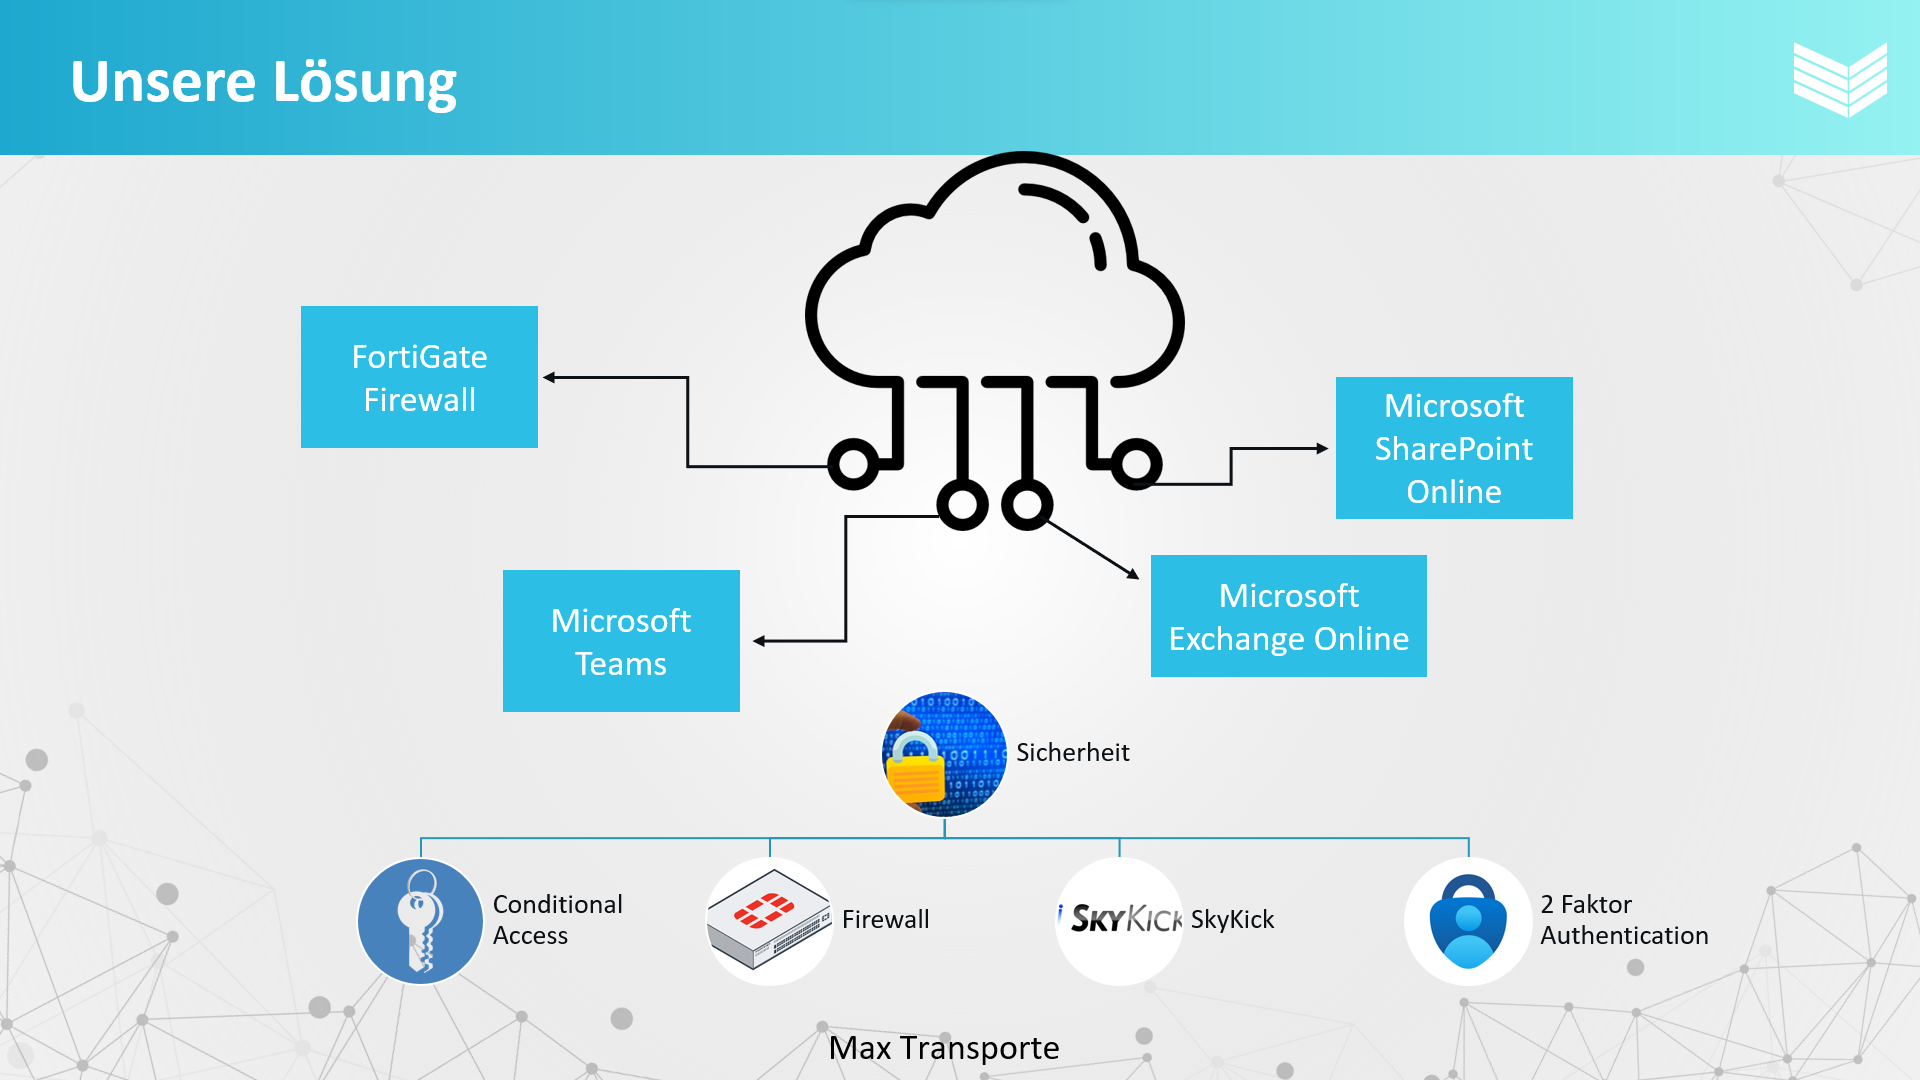 Unsere Lösung
FortiGate
Firewall
Microsoft
SharePoint
Online
Microsoft
Teams
Microsoft
Exchange Online
Sicherheit
Conditional
Access
Firewall
SKYKICK
SkyKick
2 Faktor
Authentication
Max Transporte